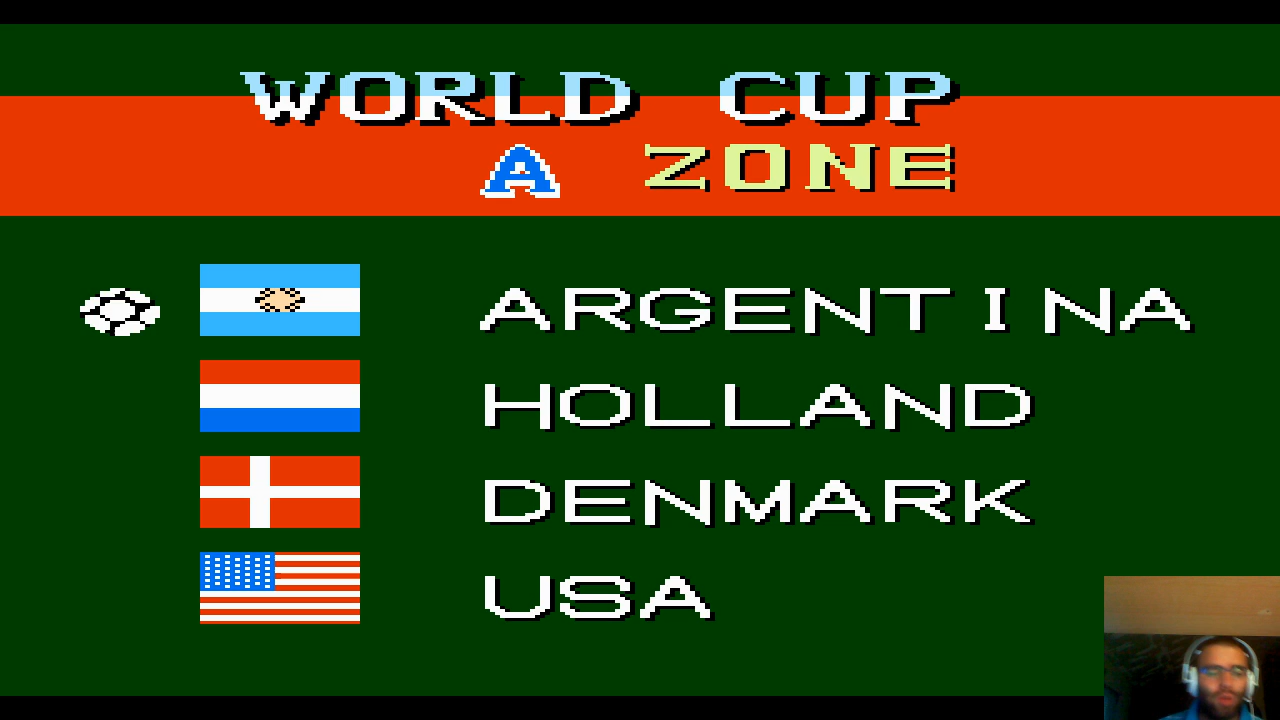 WORLD CUP
A ZONE
ARGENTINA
HOLLAND
DENMARK
USA